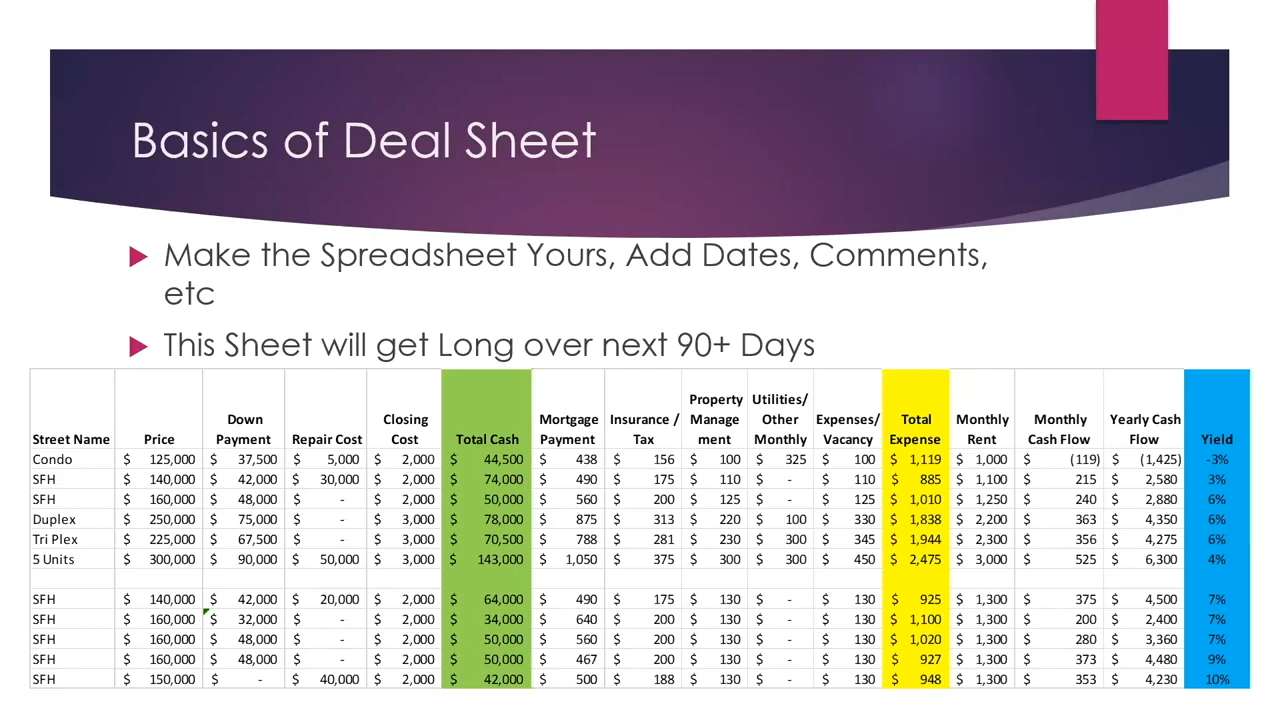 Basics of Deal Sheet
Make the Spreadsheet Yours, Add Dates, Comments,
etc
This Sheet will get Long over next 90+ Days
Street Name Price Down Payment Repair Cost Closing Cost Total Cash Mortgage Payment Insurance / Tax Property Manage ment Utilities/ Other Monthly Expenses/ Vacancy Total Expense Monthly Rent Monthly Cash Flow Yearly Cash Flow Yield
Condo $ 125,000 $ 37,500 $ 5,000 $ 2,000 $ 44,500 $ 438 $ 156 $ 100 $ 325 $ 100 $ 1,119 $ 1,000 $ (119) $ (1,425) -3%
SFH $ 140,000 $ 42,000 $ 30,000 $ 2,000 $ 74,000 $ 490 $ 175 $ 110 $ - $ 110 $ 885 $ 1,100 $ 215 $ 2,580 3%
SFH $ 160,000 $ 48,000 $ - $ 2,000 $ 50,000 $ 560 $ 200 $ 125 $ - $ 125 $ 1,010 $ 1,250 $ 240 $ 2,880 6%
Duplex $ 250,000 $ 75,000 $ - $ 3,000 $ 78,000 $ 875 $ 313 $ 220 $ 100 $ 330 $ 1,838 $ 2,200 $ 363 $ 4,350 6%
Tri Plex $ 225,000 $ 67,500 $ - $ 3,000 $ 70,500 $ 788 $ 281 $ 230 $ 300 $ 345 $ 1,944 $ 2,300 $ 356 $ 4,275 6%
5 Units $ 300,000 $ 90,000 $ 50,000 $ 3,000 $ 143,000 $ 1,050 $ 375 $ 300 $ 300 $ 450 $ 2,475 $ 3,000 $ 525 $ 6,300 4%
SFH $ 140,000 $ 42,000 $ 20,000 $ 2,000 $ 64,000 $ 490 $ 175 $ 130 $ - $ 130 $ 925 $ 1,300 $ 375 $ 4,500 7%
SFH $ 160,000 $ 32,000 $ - $ 2,000 $ 34,000 $ 640 $ 200 $ 130 $ - $ 130 $ 1,100 $ 1,300 $ 200 $ 2,400 7%
SFH $ 160,000 $ 48,000 $ - $ 2,000 $ 50,000 $ 560 $ 200 $ 130 $ - $ 130 $ 1,020 $ 1,300 $ 280 $ 3,360 7%
SFH $ 160,000 $ 48,000 $ - $ 2,000 $ 50,000 $ 467 $ 200 $ 130 $ - $ 130 $ 927 $ 1,300 $ 373 $ 4,480 9%
SFH $ 150,000 $ - $ 40,000 $ 2,000 $ 42,000 $ 500 $ 188 $ 130 $ - $ 130 $ 948 $ 1,300 $ 353 $ 4,230 10%